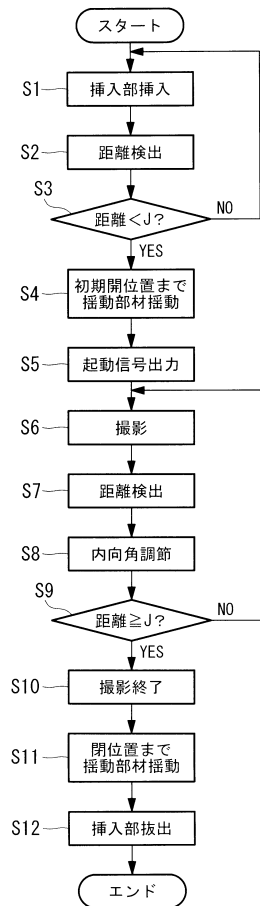 スタート
S1
挿入部挿入
S2
距離検出
S3
距離<J?
NO
YES
S4
初期開位置まで
揺動部材揺動
S5
起動信号出力
S6
撮影
S7
距離検出
S8
内向角調節
S9
距離≧J?
NO
YES
S10
撮影終了
S11
閉位置まで
揺動部材揺動
S12
挿入部抜出
エンド